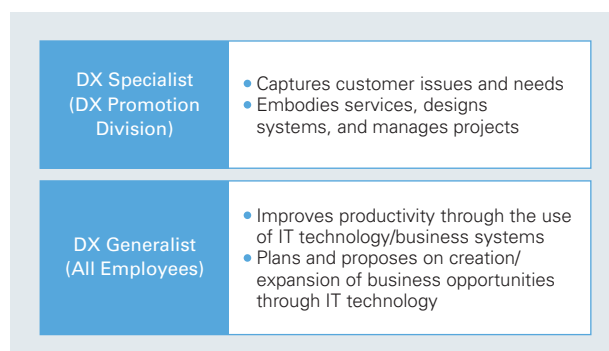 DX Specialist
(DX Promotion
Division)
• Captures customer issues and needs
• Embodies services, designs
systems, and manages projects
DX Generalist
(All Employees)
• Improves productivity through the use
of IT technology/business systems
• Plans and proposes on creation/
expansion of business opportunities
through IT technology